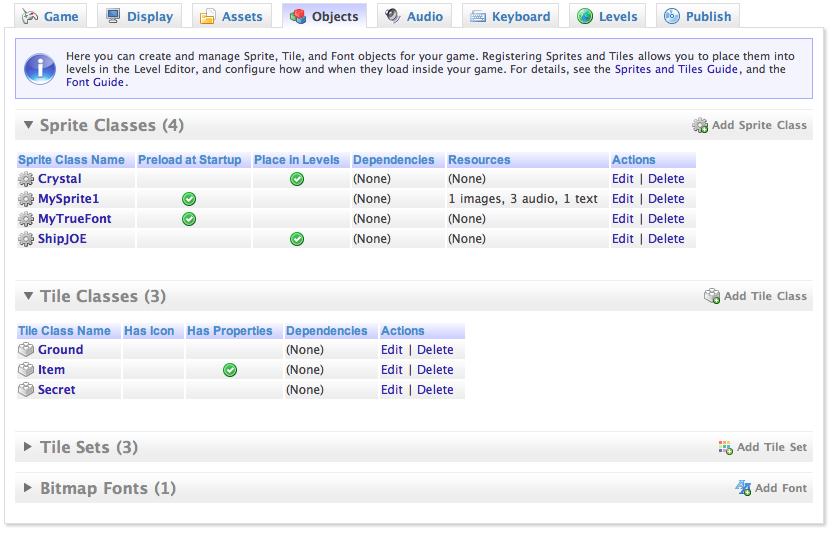 Game Display Assets Objects Audio Keyboard Levels Publish
Here you can create and manage Sprite, Tile, and Font objects for your game. Registering Sprites and Tiles allows you to place them into
levels in the Level Editor, and configure how and when they load inside your game. For details, see the Sprites and Tiles Guide, and the
Font Guide.
Sprite Classes (4) Add Sprite Class
Sprite Class Name Preload at Startup Place in Levels Dependencies Resources Actions
Crystal (None) (None) Edit | Delete
MySprite1 (None) 1 images, 3 audio, 1 text Edit | Delete
MyTrueFont (None) (None) Edit | Delete
ShipJOE (None) (None) Edit | Delete
Tile Classes (3) Add Tile Class
Tile Class Name Has Icon Has Properties Dependencies Actions
Ground (None) Edit | Delete
Item (None) Edit | Delete
Secret (None) Edit | Delete
Tile Sets (3) Add Tile Set
Bitmap Fonts (1) Add Font